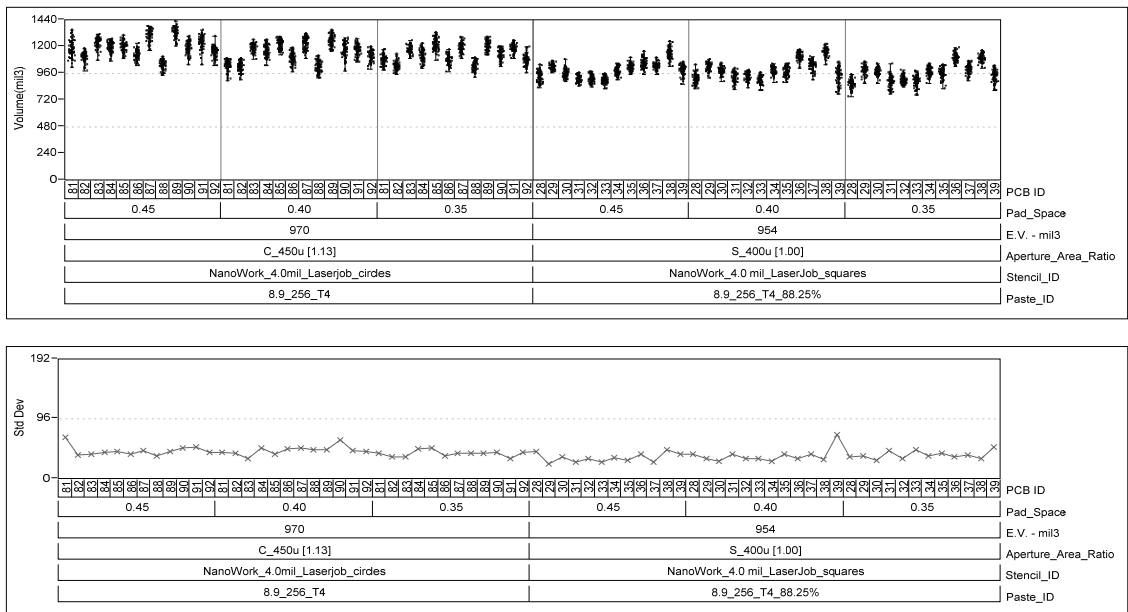 1440
1200
960
720
480
240
0
Volume(mil3)
81 82 83 84 85 86 87 88 89 90 91 92 81 82 83 84 85 86 87 88 89 90 91 92 81 82 83 84 85 86 87 88 89 90 91 92 28 29 30 31 32 33 34 35 36 37 38 39 28 29 30 31 32 33 34 35 36 37 38 39 28 29 30 31 32 33 34 35 36 37 38 39 PCB ID
0.45 0.40 0.35 0.45 0.40 0.35 Pad_Space
970 954 E.V. - mil3
C_450u [1.13] S_400u [1.00] Aperture_Area_Ratio
NanoWork_4.0mil_Laserjob_circles NanoWork_4.0 mil_LaserJob_squares Stencil_ID
8.9_256_T4 8.9_256_T4_88.25% Paste_ID
192
96
0
Std Dev
81 82 83 84 85 86 87 88 89 90 91 92 81 82 83 84 85 86 87 88 89 90 91 92 81 82 83 84 85 86 87 88 89 90 91 92 28 29 30 31 32 33 34 35 36 37 38 39 28 29 30 31 32 33 34 35 36 37 38 39 28 29 30 31 32 33 34 35 36 37 38 39 PCB ID
0.45 0.40 0.35 0.45 0.40 0.35 Pad_Space
970 954 E.V. - mil3
C_450u [1.13] S_400u [1.00] Aperture_Area_Ratio
NanoWork_4.0mil_Laserjob_circles NanoWork_4.0 mil_LaserJob_squares Stencil_ID
8.9_256_T4 8.9_256_T4_88.25% Paste_ID